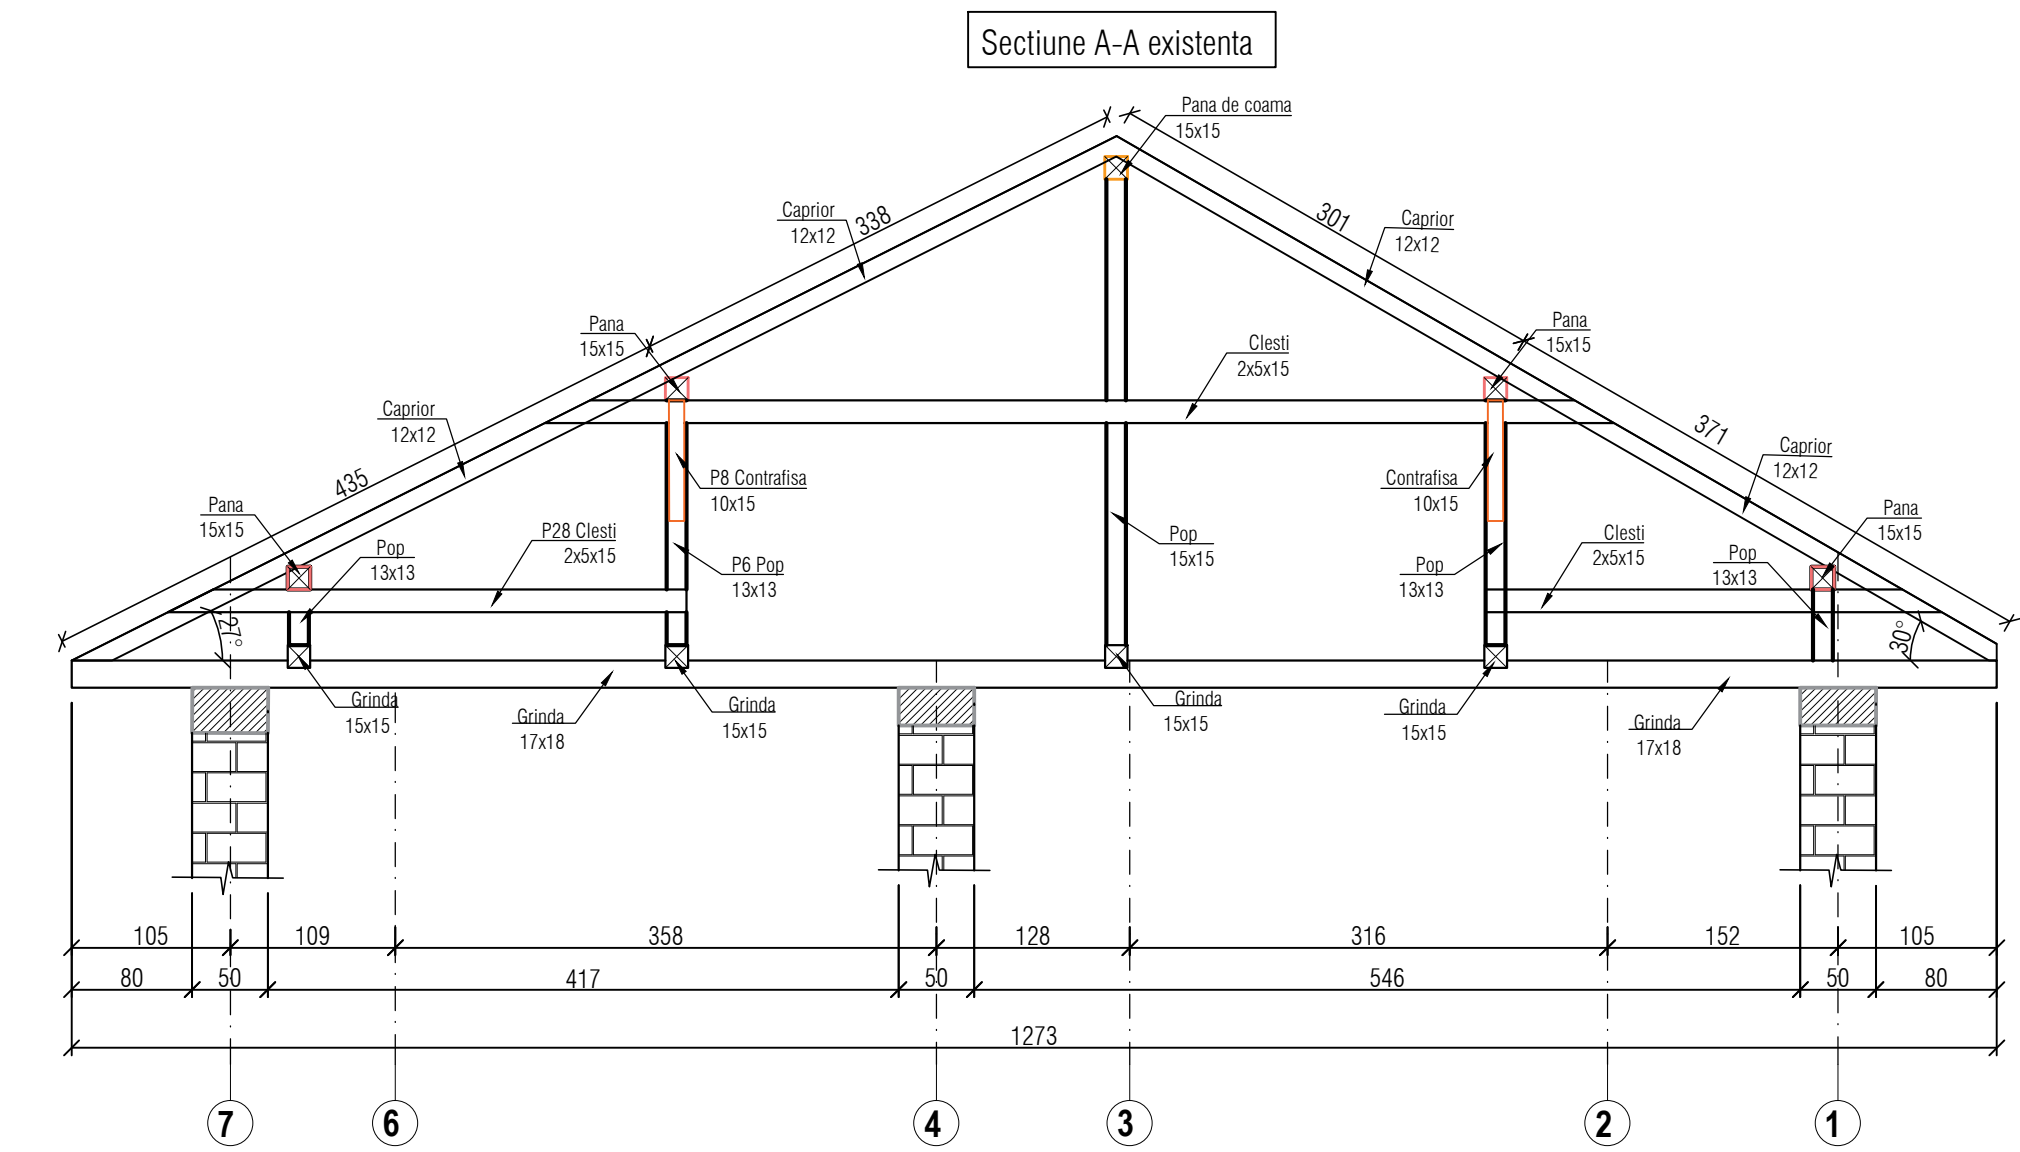 Sectiune A-A existenta
Pana de coama
15x15
338
301
Caprior
12x12
Caprior
12x12
Pana
15x15
Pana
15x15
Clesti
2x5x15
Caprior
12x12
371
Caprior
12x12
435
P8 Contrafisa
10x15
Contrafisa
10x15
Pana
15x15
Pana
15x15
P28 Clesti
2x5x15
Pop
13x13
Pop
15x15
Clesti
2x5x15
P6 Pop
13x13
Pop
13x13
Pop
13x13
27°
30°
Grinda
15x15
Grinda
17x18
Grinda
15x15
Grinda
15x15
Grinda
15x15
Grinda
17x18
105 109 358 128 316 152 105
80 50 417 50 546 50 80
1273
7 6 4 3 2 1